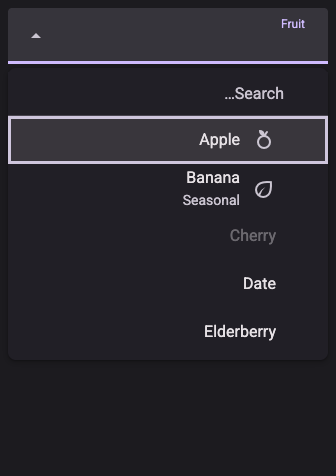 Fruit
Search...
Apple
Banana
Seasonal
Cherry
Date
Elderberry